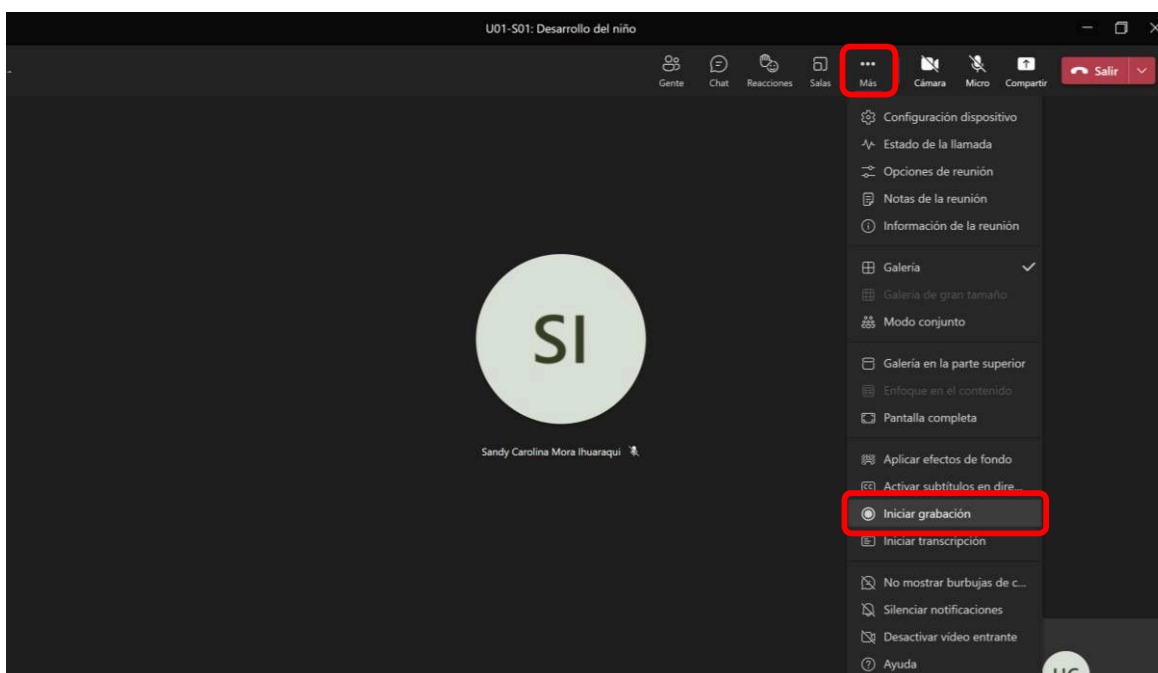 U01-S01: Desarrollo del niño
Gente Chat Reacciones Salas Más Cámara Micro Compartir Salir
Configuración dispositivo
Estado de la llamada
Opciones de reunión
Notas de la reunión
Información de la reunión
Galería
Galería de gran tamaño
Modo conjunto
Galería en la parte superior
Enfoque en el contenido
Pantalla completa
Aplicar efectos de fondo
Activar subtítulos en dire...
Iniciar grabación
Iniciar transcripción
No mostrar burbujas de c...
Silenciar notificaciones
Desactivar vídeo entrante
Ayuda
SI
Sandy Carolina Mora Ihuaraqui